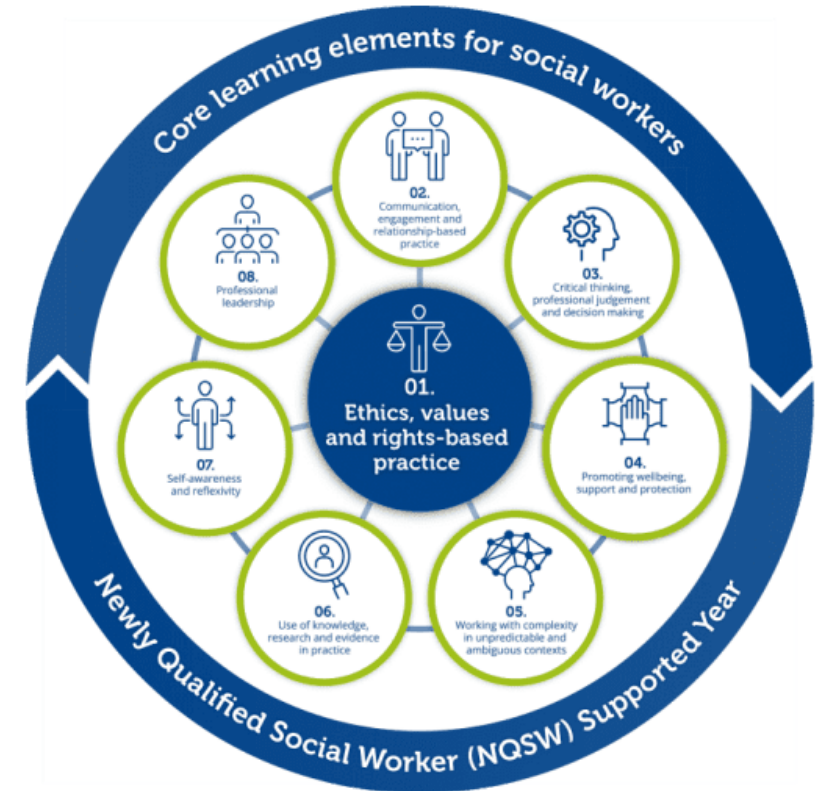 Core learning elements for social workers
02.
Communication,
engagement and
relationship-based
practice
03.
Critical thinking,
professional judgement
and decision making
08.
Professional
leadership
01.
Ethics, values
and rights-based
practice
04.
Promoting wellbeing,
support and protection
07.
Self-awareness
and reflexivity
05.
Working with complexity
in unpredictable and
ambiguous contexts
06.
Use of knowledge,
research and evidence
in practice
Newly Qualified Social Worker (NQSW) Supported Year